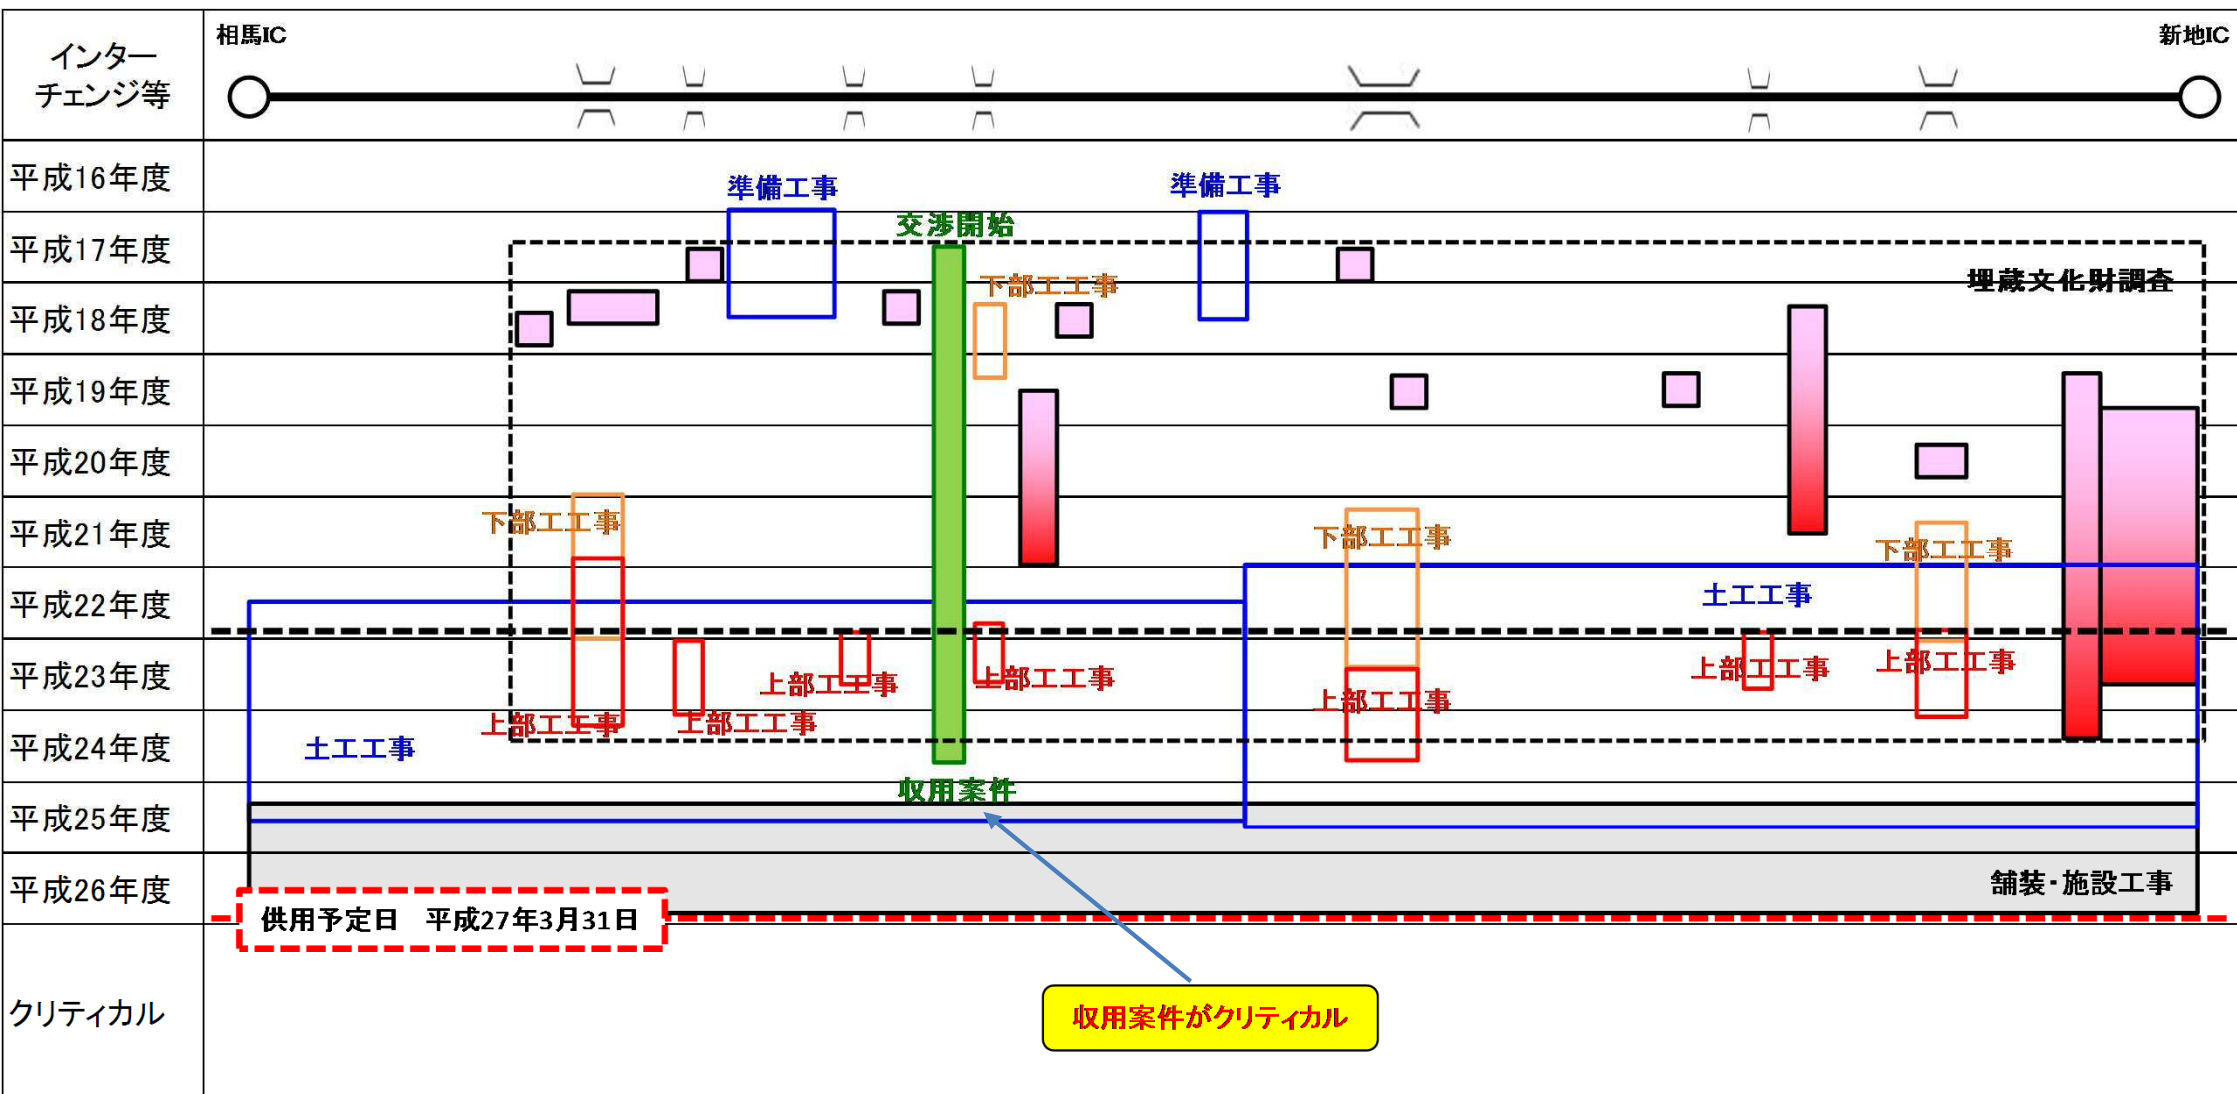 インター
チェンジ等
相馬IC
新地IC
平成16年度
準備工事
準備工事
平成17年度
交渉開始
埋蔵文化財調査
下部工工事
平成18年度
平成19年度
平成20年度
平成21年度
下部工工事
下部工工事
下部工工事
平成22年度
土工工事
平成23年度
上部工工事
上部工工事
上部工工事
上部工工事
上部工工事
上部工工事
上部工工事
平成24年度
土工工事
収用案件
平成25年度
平成26年度
舗装・施設工事
供用予定日　平成27年3月31日
クリティカル
収用案件がクリティカル